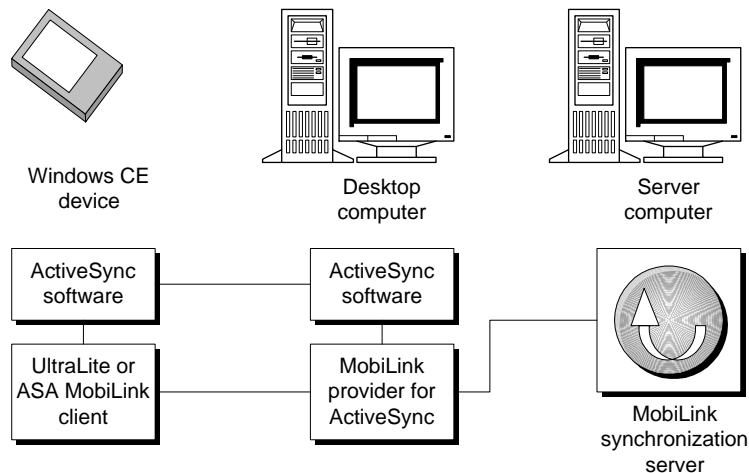 Windows CE
device
Desktop
computer
Server
computer
ActiveSync
software
ActiveSync
software
UltraLite or
ASA MobiLink
client
MobiLink
provider for
ActiveSync
MobiLink
synchronization
server